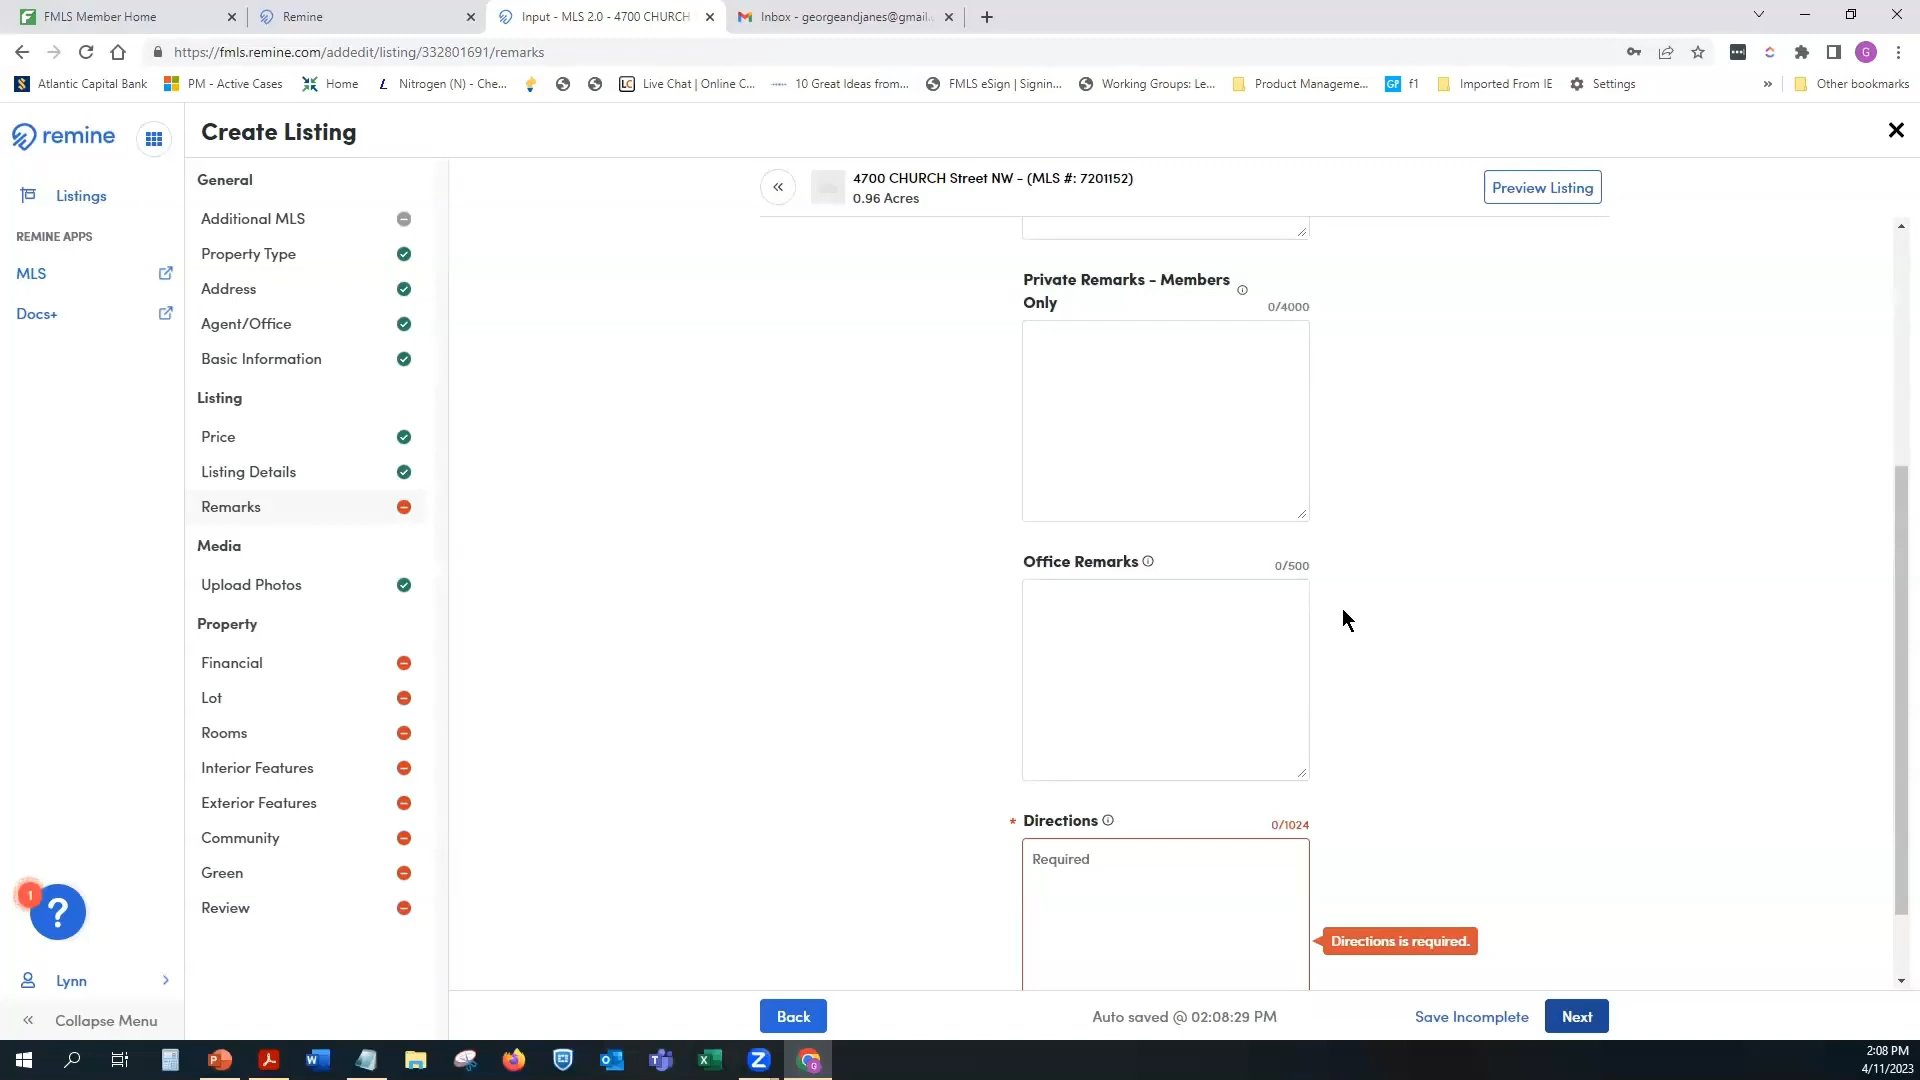 FMLS Member Home
Remine
Input - MLS 2.0 - 4700 CHURCH
Inbox - georgeandjanes@gmail.
https://fmls.remine.com/addedit/listing/332801691/remarks
G
Atlantic Capital Bank
PM - Active Cases
Home
Nitrogen (N) - Che...
LC
Live Chat | Online C...
10 Great Ideas from...
FMLS eSign | Signin...
Working Groups: Le...
Product Manageme...
GP
f1
Imported From IE
Settings
»
Other bookmarks
remine
Create Listing
Listings
REMINE APPS
MLS
Docs+
1
?
Lynn
Collapse Menu
General
Additional MLS
Property Type
Address
Agent/Office
Basic Information
Listing
Price
Listing Details
Remarks
Media
Upload Photos
Property
Financial
Lot
Rooms
Interior Features
Exterior Features
Community
Green
Review
4700 CHURCH Street NW - (MLS #: 7201152)
0.96 Acres
Preview Listing
Private Remarks - Members
Only
0/4000
Office Remarks
0/500
* Directions
0/1024
Required
Directions is required.
Back
Auto saved @ 02:08:29 PM
Save Incomplete
Next
2:08 PM
4/11/2023